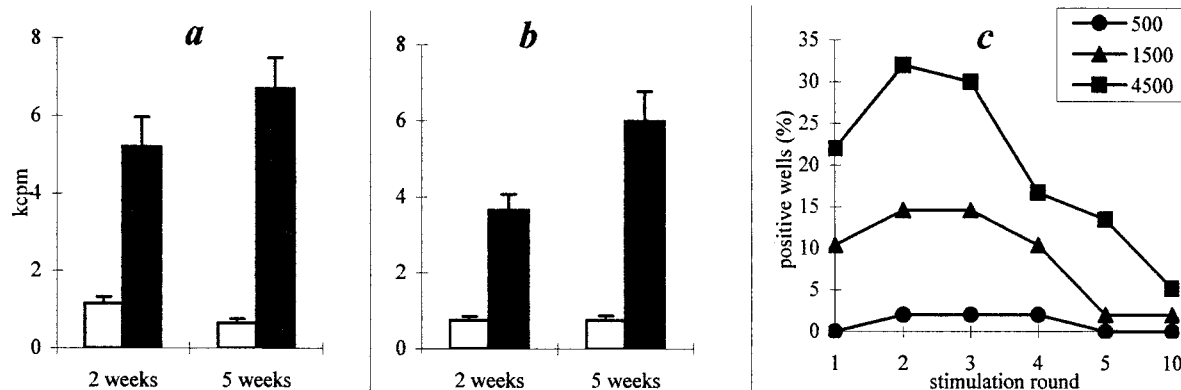 a
8
6
4
2
0
kcpm
2 weeks
5 weeks
b
8
6
4
2
0
2 weeks
5 weeks
c
500
1500
4500
35
30
25
20
15
10
5
0
positive wells (%)
1 2 3 4 5 10
stimulation round